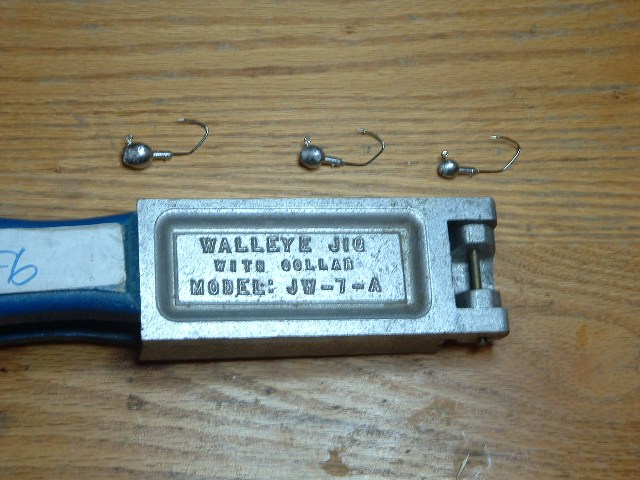 WALLEYE JIG
WITH COLLAR
MODEL: JW-7-A